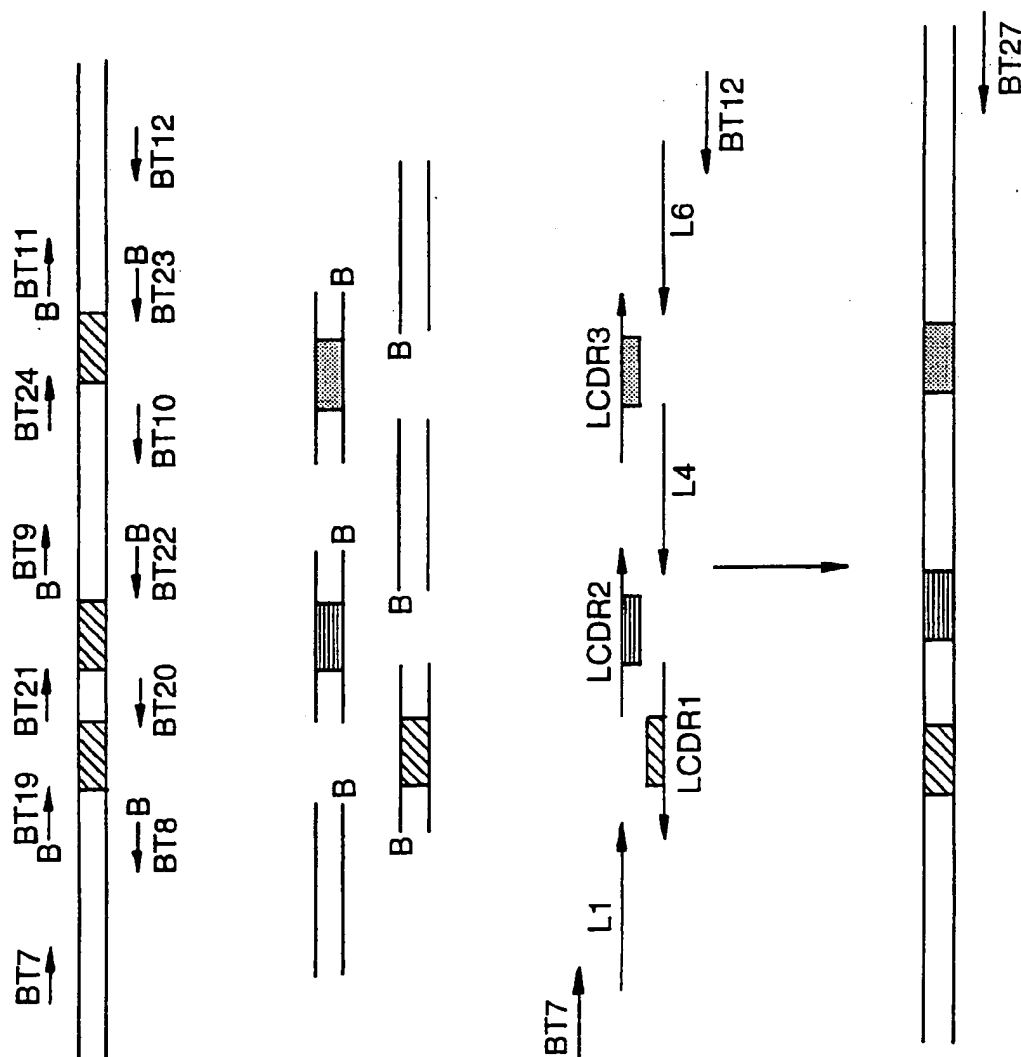 BT7 BT19 BT21 BT9 BT24 BT11
B B B
B B B
BT8 BT20 BT22 BT10 BT23 BT12
B B B
B B B
BT7
L1 LCDR2 LCDR3
LCDR1 L4 L6
BT12
BT27